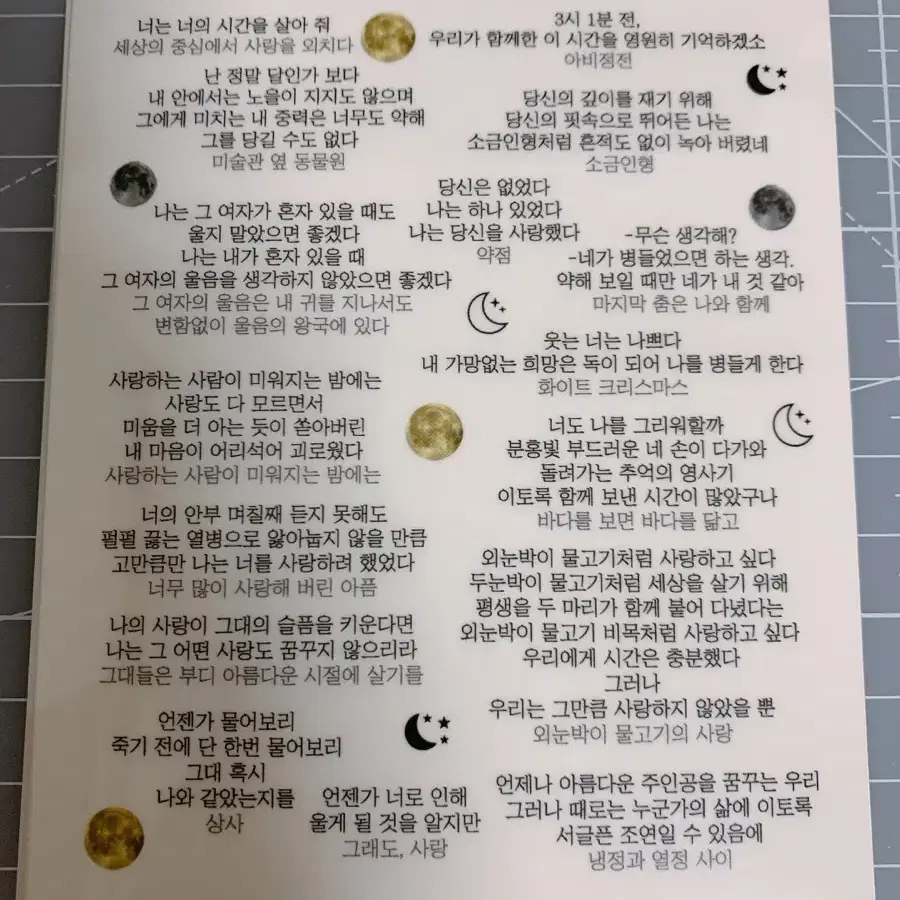 너는 너의 시간을 살아 줘
세상의 중심에서 사랑을 외치다
난 정말 달인가 보다
내 안에서는 노을이 지지도 않으며
그에게 미치는 내 중력은 너무도 약해
그를 당길 수도 없다
미술관 옆 동물원
나는 그 여자가 혼자 있을 때도
울지 말았으면 좋겠다
나는 내가 혼자 있을 때
그 여자의 울음을 생각하지 않았으면 좋겠다
그 여자의 울음은 내 귀를 지나서도
변함없이 울음의 왕국에 있다
사랑하는 사람이 미워지는 밤에는
사랑도 다 모르면서
미움을 더 아는 듯이 쏟아버린
내 마음이 어리석어 괴로웠다
사랑하는 사람이 미워지는 밤에는
너의 안부 며칠째 듣지 못해도
펄펄 끓는 열병으로 앓아눕지 않을 만큼
고만큼만 나는 너를 사랑하려 했었다
너무 많이 사랑해 버린 아픔
나의 사랑이 그대의 슬픔을 키운다면
나는 그 어떤 사랑도 꿈꾸지 않으리라
그대들은 부디 아름다운 시절에 살기를
언젠가 물어보리
죽기 전에 단 한번 물어보리
그대 혹시
나와 같았는지를
상사
언젠가 너로 인해
울게 될 것을 알지만
그래도, 사랑
3시 1분 전,
우리가 함께한 이 시간을 영원히 기억하겠소
아비정전
당신의 깊이를 재기 위해
당신의 핏속으로 뛰어든 나는
소금인형처럼 흔적도 없이 녹아 버렸네
소금인형
당신은 없었다
나는 하나 있었다
나는 당신을 사랑했다
약점
-무슨 생각해?
-네가 병들었으면 하는 생각.
약해 보일 때만 네가 내 것 같아
마지막 춤은 나와 함께
웃는 너는 나쁘다
내 가망없는 희망은 독이 되어 나를 병들게 한다
화이트 크리스마스
너도 나를 그리워할까
분홍빛 부드러운 네 손이 다가와
돌려가는 추억의 영사기
이토록 함께 보낸 시간이 많았구나
바다를 보면 바다를 닮고
외눈박이 물고기처럼 사랑하고 싶다
두눈박이 물고기처럼 세상을 살기 위해
평생을 두 마리가 함께 붙어 다녔다는
외눈박이 물고기 비목처럼 사랑하고 싶다
우리에게 시간은 충분했다
그러나
우리는 그만큼 사랑하지 않았을 뿐
외눈박이 물고기의 사랑
언제나 아름다운 주인공을 꿈꾸는 우리
그러나 때로는 누군가의 삶에 이토록
서글픈 조연일 수 있음에
냉정과 열정 사이